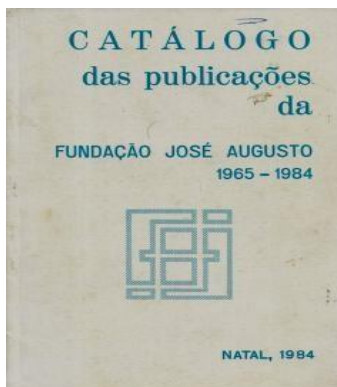 CATÁLOGO
das publicações
da
FUNDAÇÃO JOSÉ AUGUSTO
1965 – 1984
NATAL, 1984